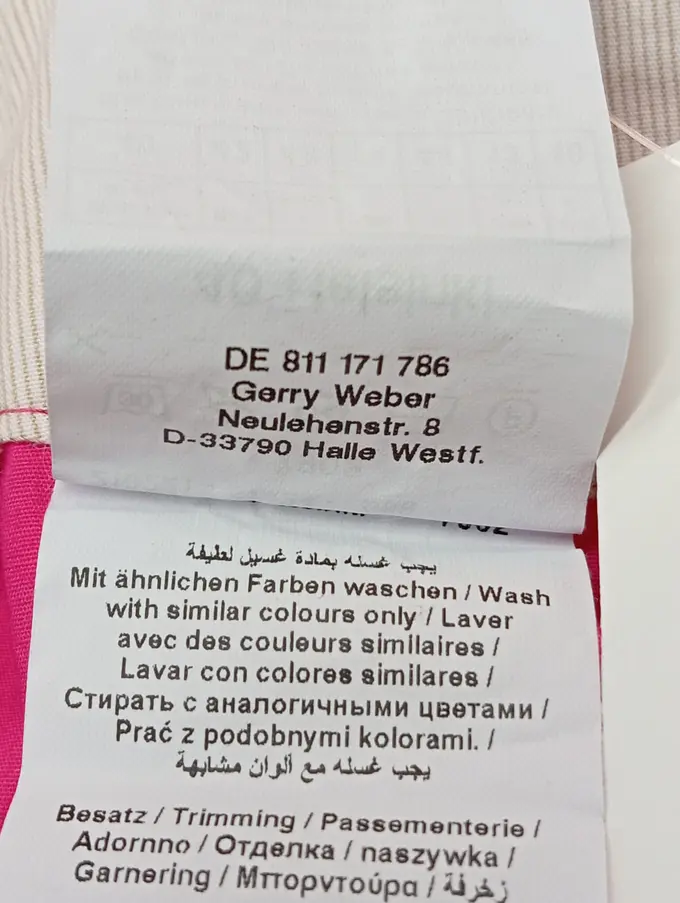 DE 811 171 786
Gerry Weber
Neulehenstr. 8
D-33790 Halle Westf.
يجب غسله بمادة غسيل لطيفة
Mit ähnlichen Farben waschen / Wash
with similar colours only / Laver
avec des couleurs similaires /
Lavar con colores similares /
Стирать с аналогичными цветами /
Prać z podobnymi kolorami. /
يجب غسله مع ألوان مشابهة
Besatz / Trimming / Passementerie /
Adornno / Отделка / naszywka /
Garnering / Μπορντούρα / زخرفة /